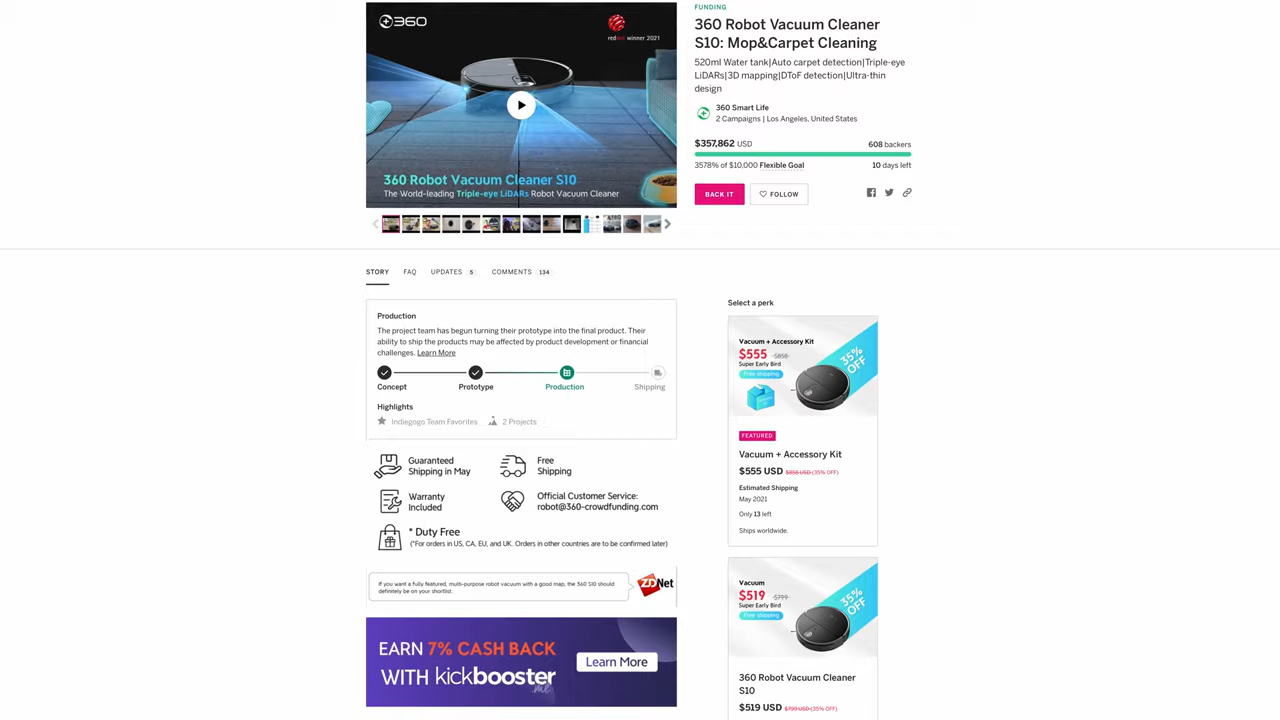 360
reddot winner 2021
360 Robot Vacuum Cleaner S10
The World-leading Triple-eye LiDARs Robot Vacuum Cleaner
FUNDING
360 Robot Vacuum Cleaner
S10: Mop&Carpet Cleaning
520ml Water tank|Auto carpet detection|Triple-eye
LiDARs|3D mapping|DToF detection|Ultra-thin
design
360 Smart Life
2 Campaigns | Los Angeles, United States
$357,862 USD
608 backers
3578% of $10,000 Flexible Goal
10 days left
BACK IT
FOLLOW
STORY
FAQ
UPDATES 5
COMMENTS 134
Production
The project team has begun turning their prototype into the final product. Their
ability to ship the products may be affected by product development or financial
challenges. Learn More
Concept
Prototype
Production
Shipping
Highlights
Indiegogo Team Favorites
2 Projects
Guaranteed
Shipping in May
Free
Shipping
Warranty
Included
Official Customer Service:
robot@360-crowdfunding.com
* Duty Free
(*For orders in US, CA, EU, and UK. Orders in other countries are to be confirmed later)
If you want a fully featured, multi-purpose robot vacuum with a good map, the 360 S10 should
definitely be on your shortlist.
ZDNet
EARN 7% CASH BACK
WITH kickbooster
.me
Learn More
Select a perk
Vacuum + Accessory Kit
$555 $858
Super Early Bird
Free shipping
35%
OFF
FEATURED
Vacuum + Accessory Kit
$555 USD $858 USD (35% OFF)
Estimated Shipping
May 2021
Only 13 left
Ships worldwide.
Vacuum
$519 $799
Super Early Bird
Free shipping
35%
OFF
360 Robot Vacuum Cleaner
S10
$519 USD $799 USD (35% OFF)